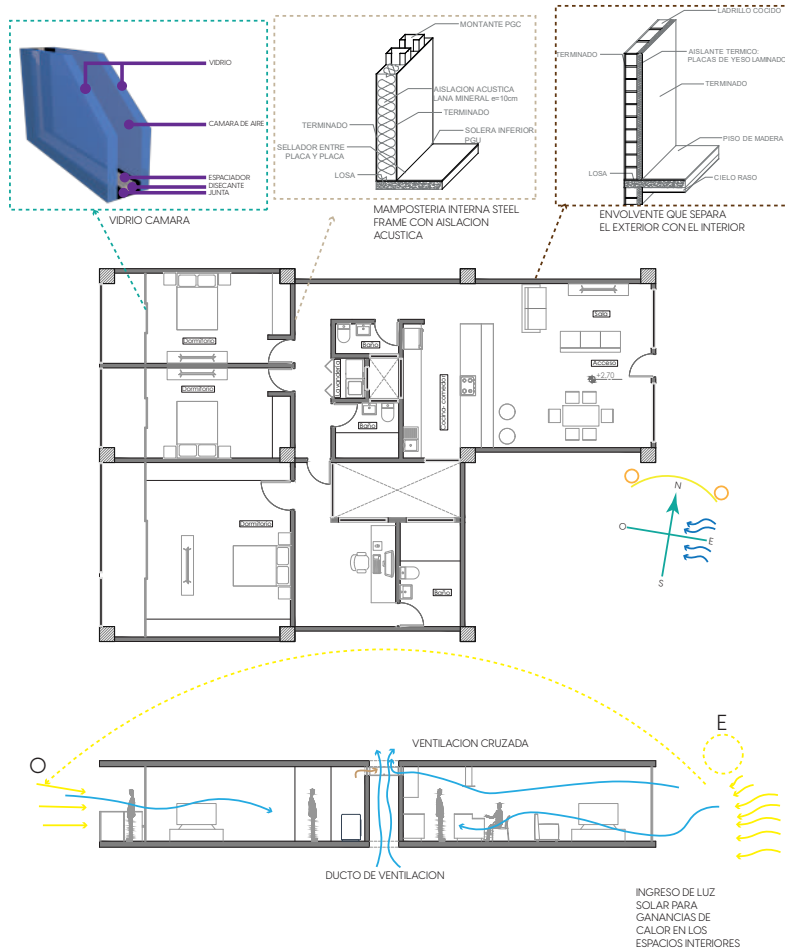 VIDRIO
CAMARA DE AIRE
ESPACIADOR
DISECANTE
JUNTA
VIDRIO CAMARA
MONTANTE PGC
AISLACION ACUSTICA
LANA MINERAL e=10cm
TERMINADO
TERMINADO
SOLERA INFERIOR
PGU
SELLADOR ENTRE
PLACA Y PLACA
LOSA
MAMPOSTERIA INTERNA STEEL
FRAME CON AISLACION
ACUSTICA
LADRILLO COCIDO
TERMINADO
AISLANTE TERMICO:
PLACAS DE YESO LAMINADO
TERMINADO
PISO DE MADERA
LOSA
CIELO RASO
ENVOLVENTE QUE SEPARA
EL EXTERIOR CON EL INTERIOR
Dormitorio
Baño
Sala
Acceso
+2.70
Dormitorio
Lavanderia
Cocina-comedor
Baño
Dormitorio
Baño
N
O
E
S
E
O
VENTILACION CRUZADA
DUCTO DE VENTILACION
INGRESO DE LUZ
SOLAR PARA
GANANCIAS DE
CALOR EN LOS
ESPACIOS INTERIORES